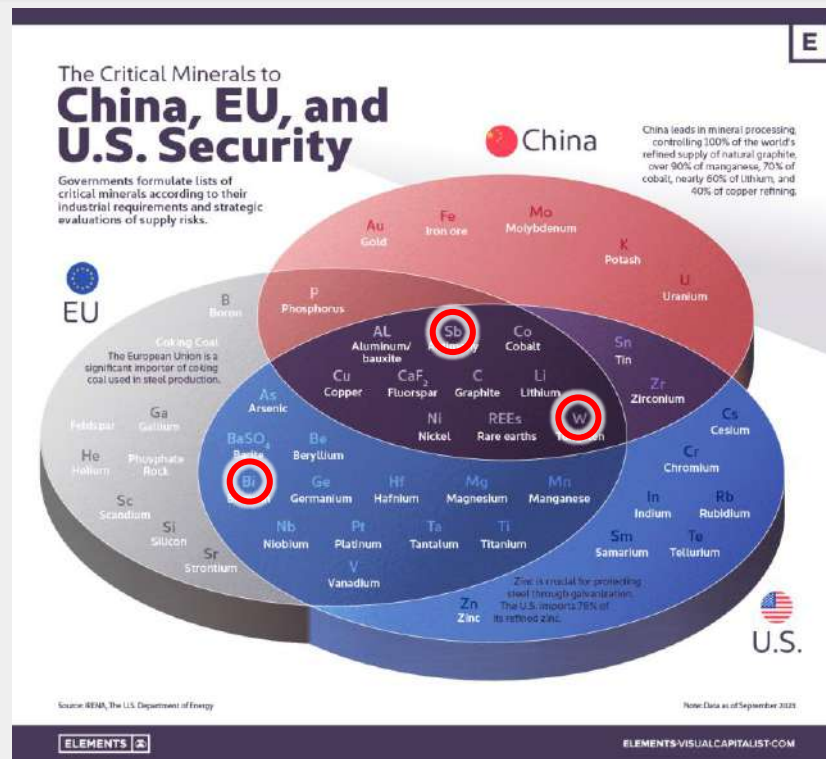 E
The Critical Minerals to
China, EU, and
U.S. Security
Governments formulate lists of
critical minerals according to their
industrial requirements and strategic
evaluations of supply risks.
China
China leads in mineral processing,
controlling 100% of the world's
refined supply of natural graphite,
over 90% of manganese, 70% of
cobalt, nearly 60% of lithium, and
40% of copper refining.
Au
Gold
Fe
Iron ore
Mo
Molybdenum
K
Potash
U
Uranium
EU
B
Boron
P
Phosphorus
Coking Coal
The European Union is a
significant importer of coking
coal used in steel production.
AL
Aluminum/
bauxite
Sb
Co
Cobalt
Sn
Tin
Cu
Copper
CaF2
Fluorspar
C
Graphite
Li
Lithium
Zr
Zirconium
As
Arsenic
Ni
Nickel
REEs
Rare earths
W
Cs
Cesium
Feldspar
Ga
Gallium
BaSO4
Barite
Be
Beryllium
Cr
Chromium
He
Helium
Phosphate
Rock
Bi
Ge
Germanium
Hf
Hafnium
Mg
Magnesium
Mn
Manganese
In
Indium
Rb
Rubidium
Sc
Scandium
Si
Silicon
Nb
Niobium
Pt
Platinum
Ta
Tantalum
Ti
Titanium
Sm
Samarium
Te
Tellurium
Sr
Strontium
V
Vanadium
Zn
Zinc
Zinc is crucial for protecting
steel through galvanization.
The U.S. imports 76% of
its refined zinc.
U.S.
Source: IRENA, The U.S. Department of Energy
Note: Data as of September 2023
ELEMENTS
ELEMENTS.VISUALCAPITALIST.COM